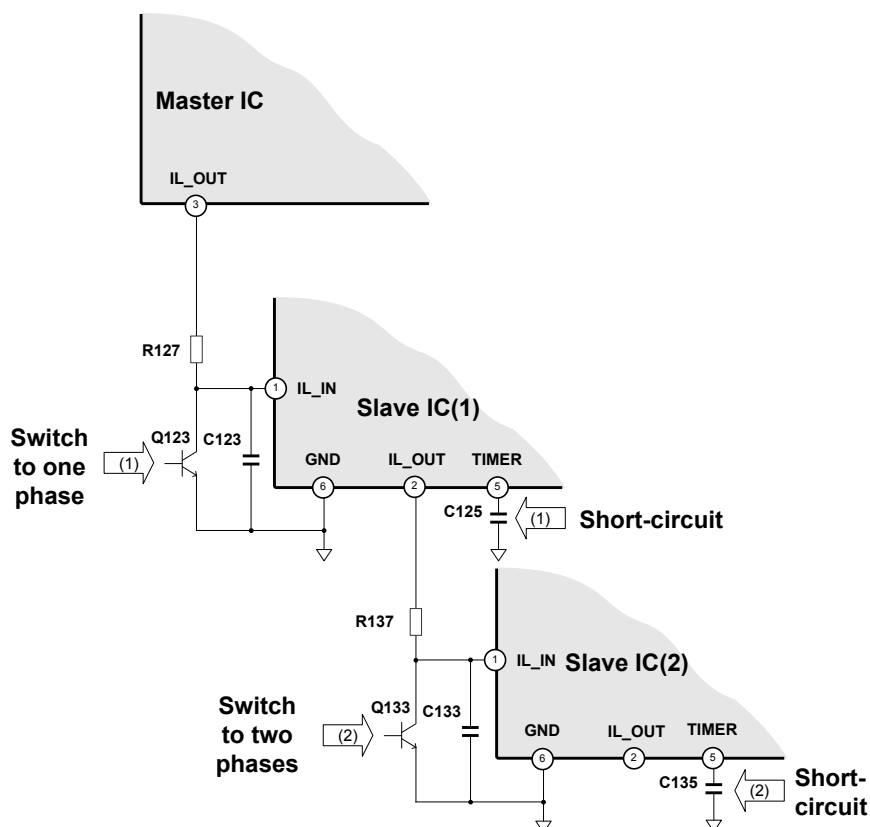 Master IC
IL_OUT
3
R127
1
IL_IN
Slave IC(1)
Switch
to one
phase
(1)
Q123
C123
GND
IL_OUT
TIMER
6
2
5
C125
(1)
Short-circuit
R137
1
IL_IN
Slave IC(2)
Switch
to two
phases
(2)
Q133
C133
GND
IL_OUT
TIMER
6
2
5
C135
(2)
Short-
circuit